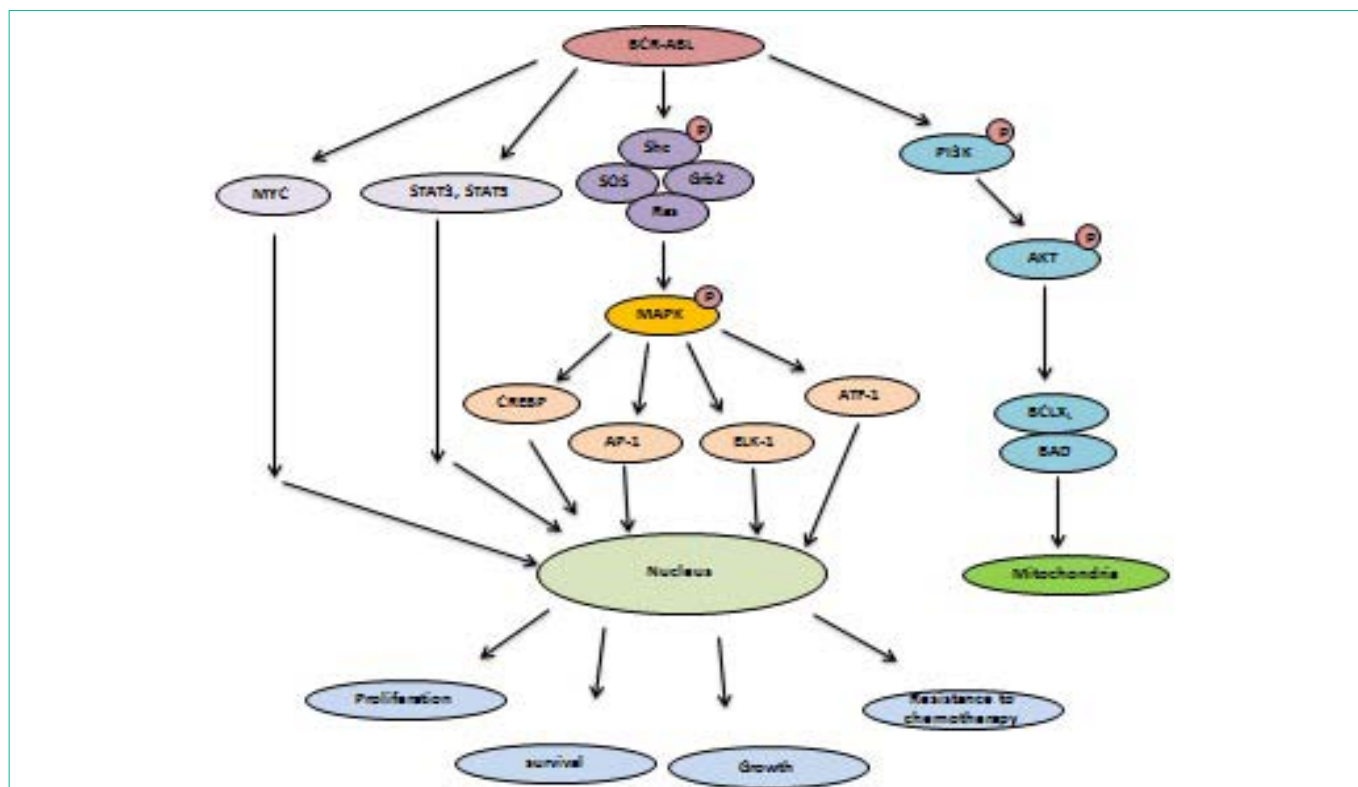 BCR-ABL
P
Shc
SOS
Grb2
Ras
P
PI3K
MYC
STAT3, STAT5
P
AKT
P
MAPK
CREBP
ATF-1
AP-1
ELK-1
BCLXL
BAD
Nucleus
Mitochondria
Proliferation
Resistance to
chemotherapy
survival
Growth